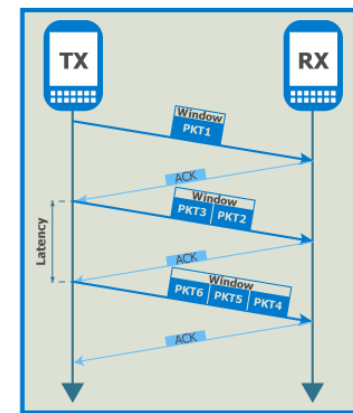 TX
RX
Window
PKT1
ACK
Window
PKT3 PKT2
Latency
ACK
Window
PKT6 PKT5 PKT4
ACK